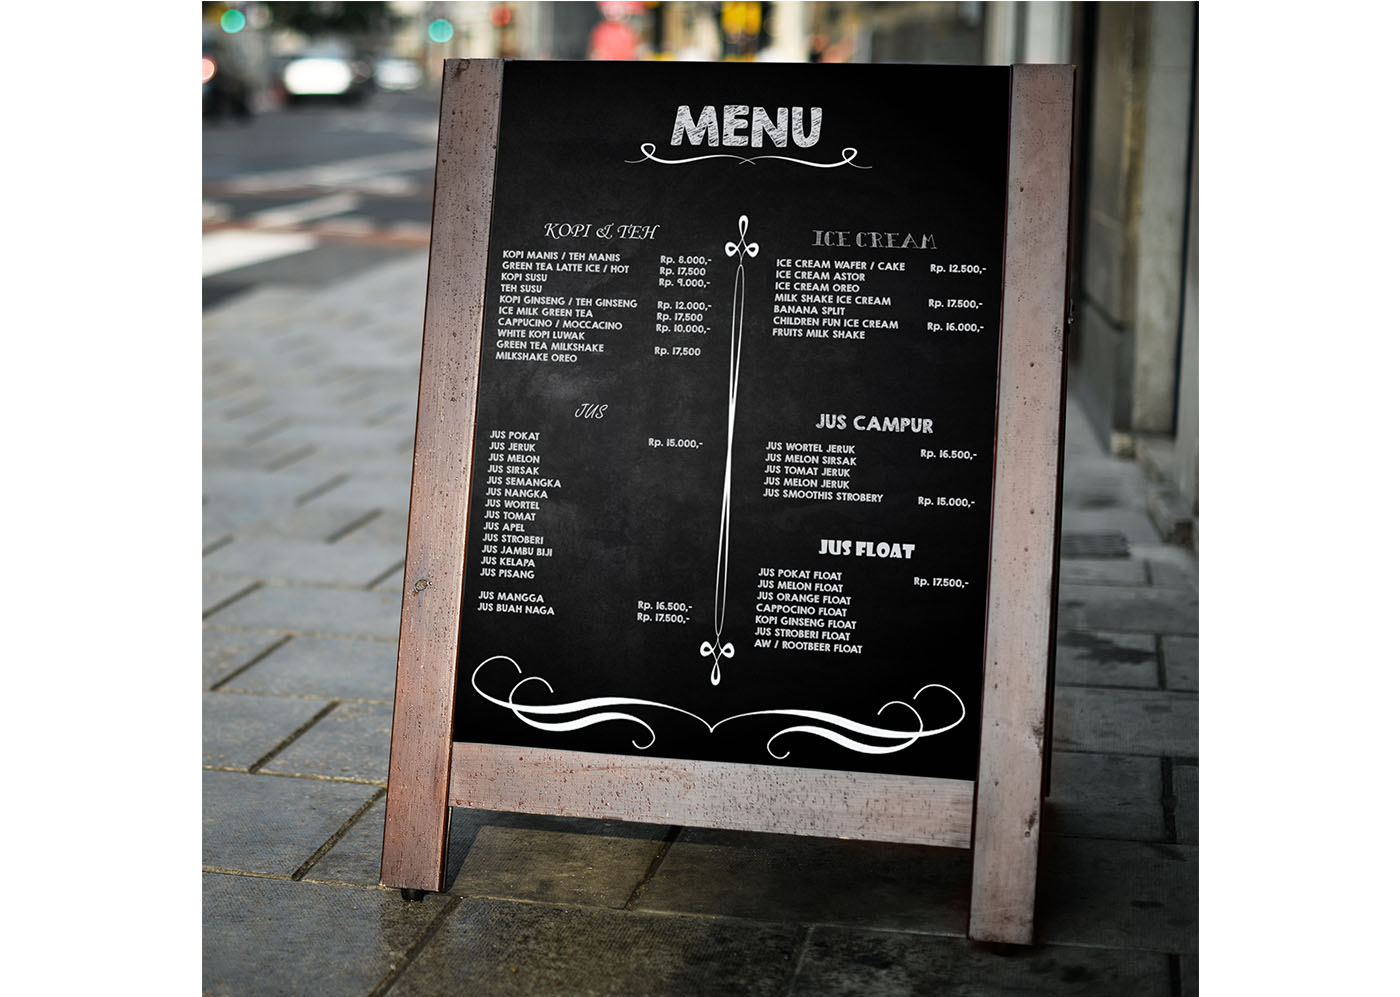 MENU
KOPI & TEH
KOPI MANIS / TEH MANIS Rp. 8.000,-
GREEN TEA LATTE ICE / HOT Rp. 17,500
KOPI SUSU Rp. 9.000,-
TEH SUSU
KOPI GINSENG / TEH GINSENG Rp. 12.000,-
ICE MILK GREEN TEA Rp. 17,500
CAPPUCINO / MOCCACINO Rp. 10.000,-
WHITE KOPI LUWAK
GREEN TEA MILKSHAKE Rp. 17,500
MILKSHAKE OREO
JUS
JUS POKAT Rp. 15.000,-
JUS JERUK
JUS MELON
JUS SIRSAK
JUS SEMANGKA
JUS NANGKA
JUS WORTEL
JUS TOMAT
JUS APEL
JUS STROBERI
JUS JAMBU BIJI
JUS KELAPA
JUS PISANG
JUS MANGGA Rp. 16.500,-
JUS BUAH NAGA Rp. 17.500,-
ICE CREAM
ICE CREAM WAFER / CAKE Rp. 12.500,-
ICE CREAM ASTOR
ICE CREAM OREO
MILK SHAKE ICE CREAM Rp. 17.500,-
BANANA SPLIT
CHILDREN FUN ICE CREAM Rp. 16.000,-
FRUITS MILK SHAKE
JUS CAMPUR
JUS WORTEL JERUK Rp. 16.500,-
JUS MELON SIRSAK
JUS TOMAT JERUK
JUS MELON JERUK
JUS SMOOTHIS STROBERY Rp. 15.000,-
JUS FLOAT
JUS POKAT FLOAT Rp. 17.500,-
JUS MELON FLOAT
JUS ORANGE FLOAT
CAPPOCINO FLOAT
KOPI GINSENG FLOAT
JUS STROBERI FLOAT
AW / ROOTBEER FLOAT